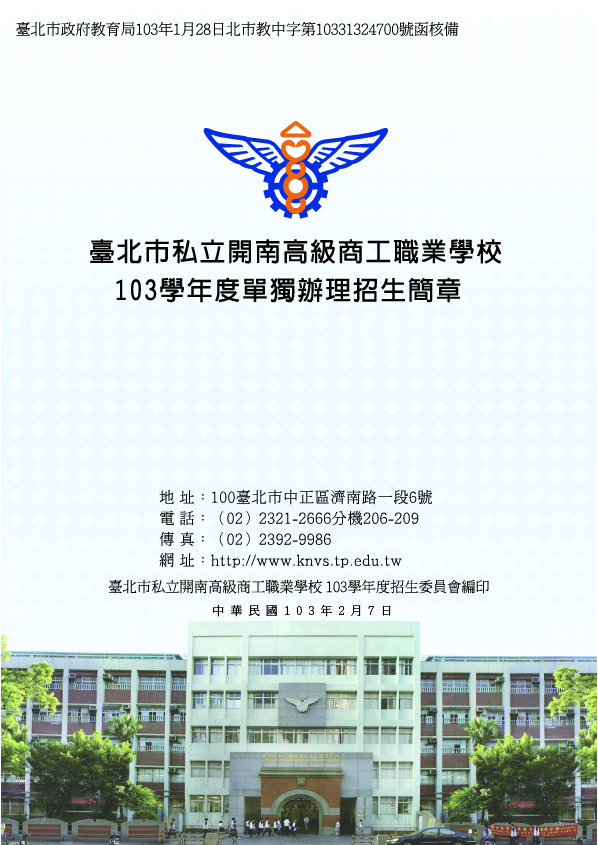 臺北市政府教育局103年1月28日北市教中字第10331324700號函核備
臺北市私立開南高級商工職業學校
103學年度單獨辦理招生簡章
地 址：100臺北市中正區濟南路一段6號
電 話：（02）2321-2666分機206-209
傳 真：（02）2392-9986
網 址：http://www.knvs.tp.edu.tw
臺北市私立開南高級商工職業學校 103學年度招生委員會編印
中 華 民 國 1 0 3 年 2 月 7 日